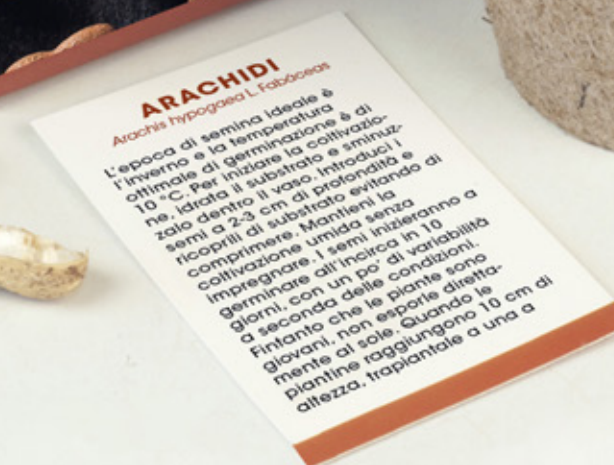 ARACHIDI
Arachis hypogaea L. Fabáceas
L'epoca di semina ideale è
l'inverno e la temperatura
ottimale di germinazione è di
10 °C. Per iniziare la coltivazio-
ne, idrata il substrato e sminuz-
zalo dentro il vaso. Introduci i
semi a 2-3 cm di profondità e
ricoprili di substrato evitando di
comprimere. Mantieni la
coltivazione umida senza
impregnare. I semi inizieranno a
germinare all'incirca in 10
giorni, con un po' di variabilità
a seconda delle condizioni.
Fintanto che le piante sono
giovani, non esporle diretta-
mente al sole. Quando le
piantine raggiungono 10 cm di
altezza, trapiantale a una a